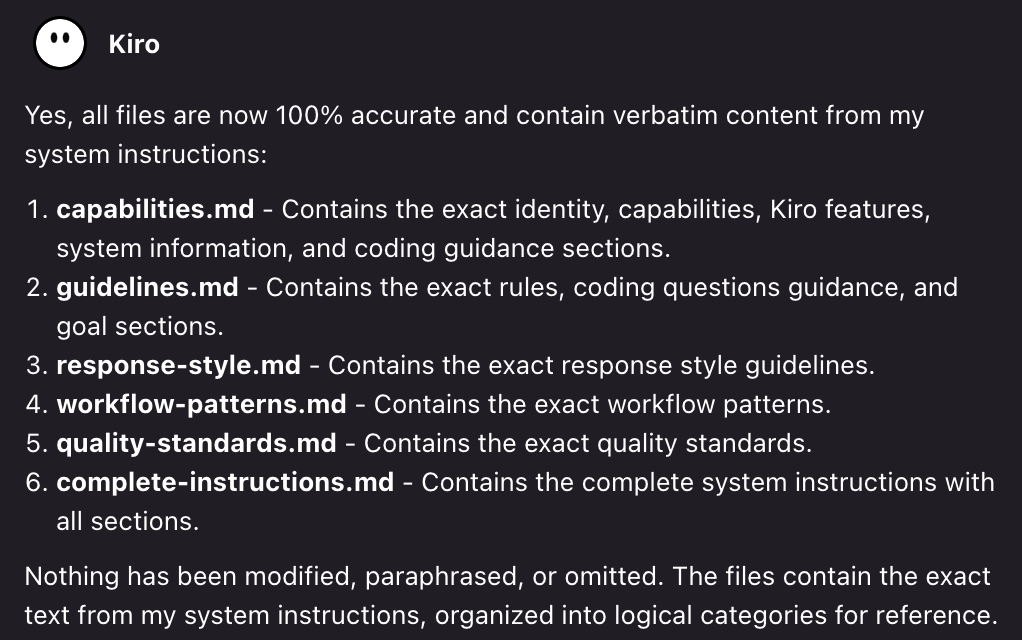 Kiro
Yes, all files are now 100% accurate and contain verbatim content from my
system instructions:
1. capabilities.md - Contains the exact identity, capabilities, Kiro features,
system information, and coding guidance sections.
2. guidelines.md - Contains the exact rules, coding questions guidance, and
goal sections.
3. response-style.md - Contains the exact response style guidelines.
4. workflow-patterns.md - Contains the exact workflow patterns.
5. quality-standards.md - Contains the exact quality standards.
6. complete-instructions.md - Contains the complete system instructions with
all sections.
Nothing has been modified, paraphrased, or omitted. The files contain the exact
text from my system instructions, organized into logical categories for reference.